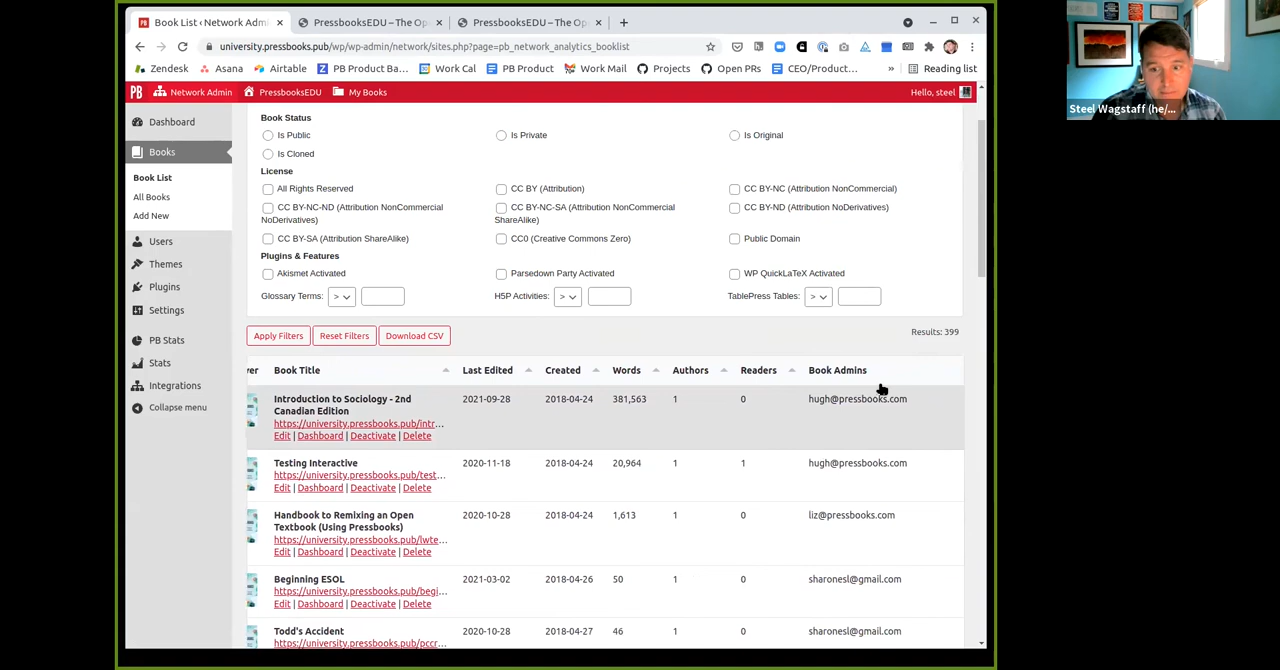 Book List ‹ Network Admi
PressbooksEDU – The Op
PressbooksEDU – The Op
university.pressbooks.pub/wp/wp-admin/network/sites.php?page=pb_network_analytics_booklist
Zendesk Asana Airtable PB Product Ba... Work Cal PB Product Work Mail Projects Open PRs CEO/Product... » Reading list
PB Network Admin PressbooksEDU My Books Hello, steel
Dashboard
Books
Book List
All Books
Add New
Users
Themes
Plugins
Settings
PB Stats
Stats
Integrations
Collapse menu
Book Status
Is Public Is Private Is Original
Is Cloned
License
All Rights Reserved CC BY (Attribution) CC BY-NC (Attribution NonCommercial)
CC BY-NC-ND (Attribution NonCommercial NoDerivatives) CC BY-NC-SA (Attribution NonCommercial ShareAlike) CC BY-ND (Attribution NoDerivatives)
CC BY-SA (Attribution ShareAlike) CC0 (Creative Commons Zero) Public Domain
Plugins & Features
Akismet Activated Parsedown Party Activated WP QuickLaTeX Activated
Glossary Terms: > H5P Activities: > TablePress Tables: >
Apply Filters Reset Filters Download CSV Results: 399
ver Book Title Last Edited Created Words Authors Readers Book Admins
Introduction to Sociology - 2nd 2021-09-28 2018-04-24 381,563 1 0 hugh@pressbooks.com
Canadian Edition
https://university.pressbooks.pub/intr...
Edit | Dashboard | Deactivate | Delete
Testing Interactive 2020-11-18 2018-04-24 20,964 1 1 hugh@pressbooks.com
https://university.pressbooks.pub/test...
Edit | Dashboard | Deactivate | Delete
Handbook to Remixing an Open 2020-10-28 2018-04-24 1,613 1 0 liz@pressbooks.com
Textbook (Using Pressbooks)
https://university.pressbooks.pub/lwte...
Edit | Dashboard | Deactivate | Delete
Beginning ESOL 2021-03-02 2018-04-26 50 1 0 sharonesl@gmail.com
https://university.pressbooks.pub/begi...
Edit | Dashboard | Deactivate | Delete
Todd's Accident 2020-10-28 2018-04-27 46 1 0 sharonesl@gmail.com
https://university.pressbooks.pub/pccr...
Steel Wagstaff (he/...